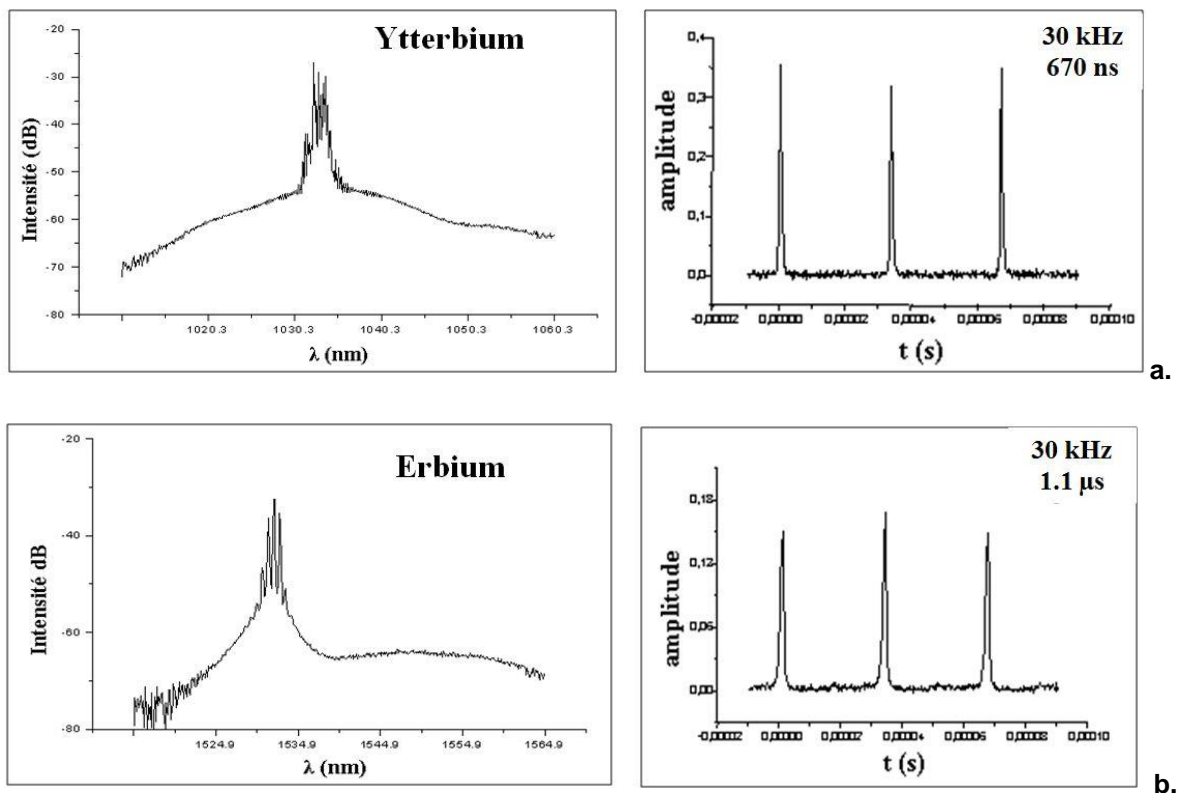 Ytterbium
Intensité (dB)
-20
-30
-40
-50
-60
-70
-80
1020.3 1030.3 1040.3 1050.3 1060.3
λ (nm)
30 kHz
670 ns
amplitude
0,4
0,3
0,2
0,1
0,0
-0,00002 0,00000 0,00002 0,00004 0,00006 0,00008 0,00010
t (s)
a.
Erbium
Intensité dB
-20
-40
-60
-80
1524.9 1534.9 1544.9 1554.9 1564.9
λ (nm)
30 kHz
1.1 µs
amplitude
0,18
0,12
0,06
0,00
-0,00002 0,00000 0,00002 0,00004 0,00006 0,00008 0,00010
t (s)
b.